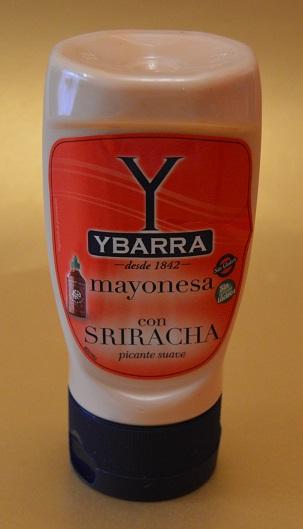 Y
YBARRA
desde 1842
mayonesa
con
SRIRACHA
picante suave